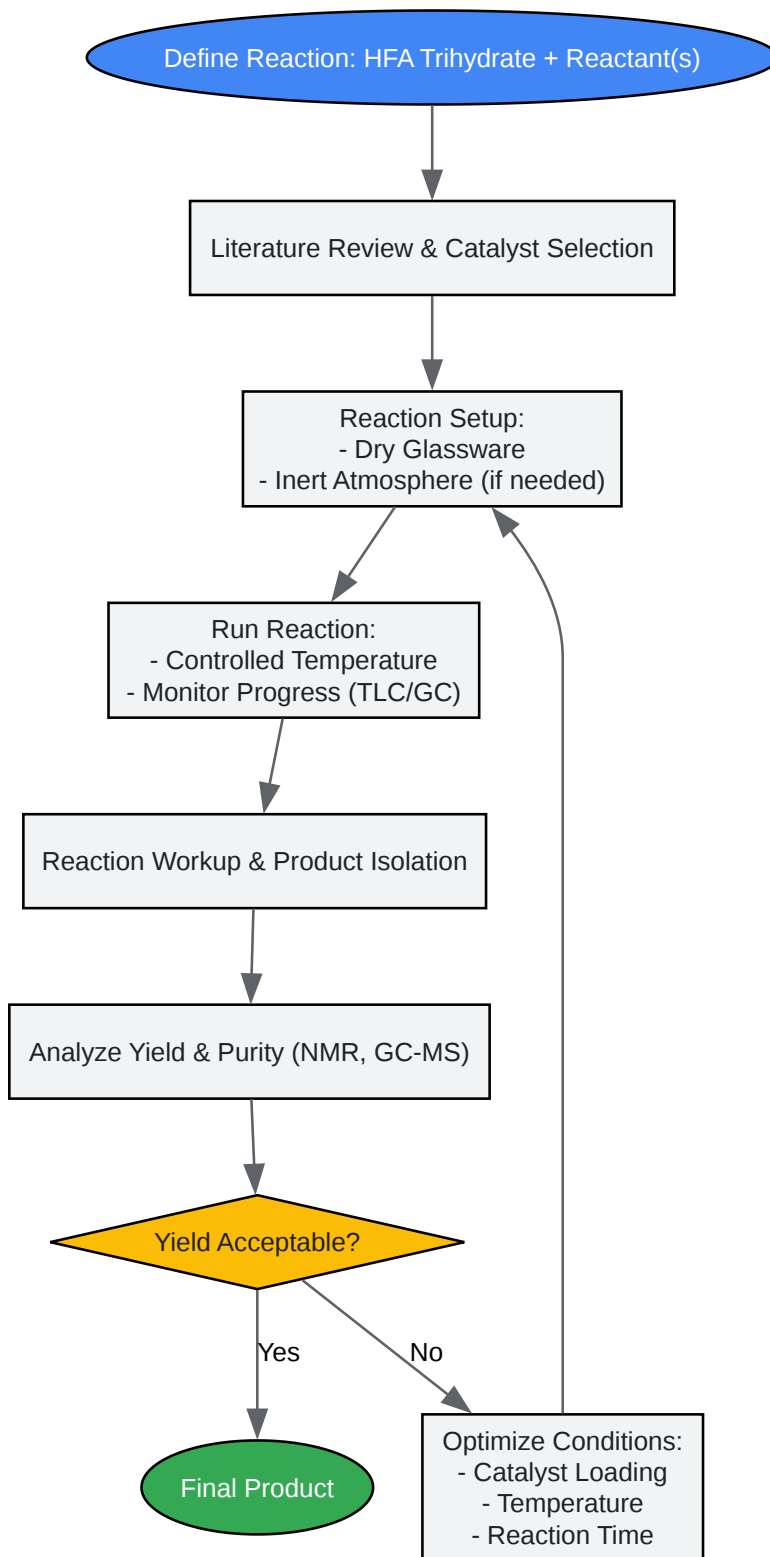 Define Reaction: HFA Trihydrate + Reactant(s)
Literature Review & Catalyst Selection
Reaction Setup:
- Dry Glassware
- Inert Atmosphere (if needed)
Run Reaction:
- Controlled Temperature
- Monitor Progress (TLC/GC)
Reaction Workup & Product Isolation
Analyze Yield & Purity (NMR, GC-MS)
Yield Acceptable?
Yes
No
Final Product
Optimize Conditions:
- Catalyst Loading
- Temperature
- Reaction Time